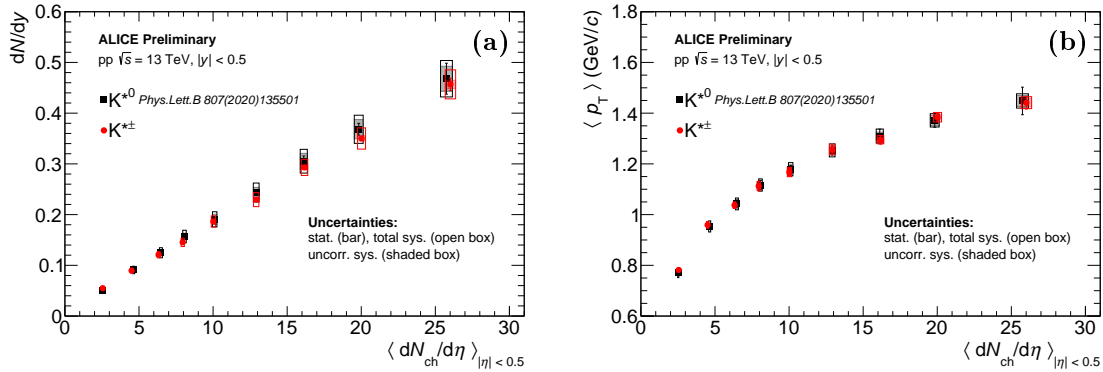 dN/dy
0.6
0.5
0.4
0.3
0.2
0.1
0
(a)
ALICE Preliminary
pp √s = 13 TeV, |y| < 0.5
K*0 Phys.Lett.B 807(2020)135501
K*±
Uncertainties:
stat. (bar), total sys. (open box)
uncorr. sys. (shaded box)
0 5 10 15 20 25 30
⟨ dNch/dη ⟩|η| < 0.5
⟨ pT ⟩ (GeV/c)
1.8
1.6
1.4
1.2
1
0.8
0.6
(b)
ALICE Preliminary
pp √s = 13 TeV, |y| < 0.5
K*0 Phys.Lett.B 807(2020)135501
K*±
Uncertainties:
stat. (bar), total sys. (open box)
uncorr. sys. (shaded box)
0 5 10 15 20 25 30
⟨ dNch/dη ⟩|η| < 0.5